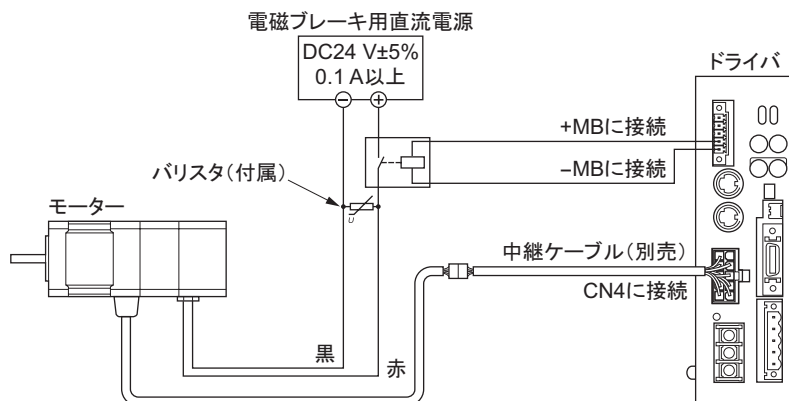 電磁ブレーキ用直流電源
DC24 V±5%
0.1 A以上
ドライバ
+MBに接続
−MBに接続
バリスタ（付属）
U
モーター
中継ケーブル（別売）
CN4に接続
黒
赤